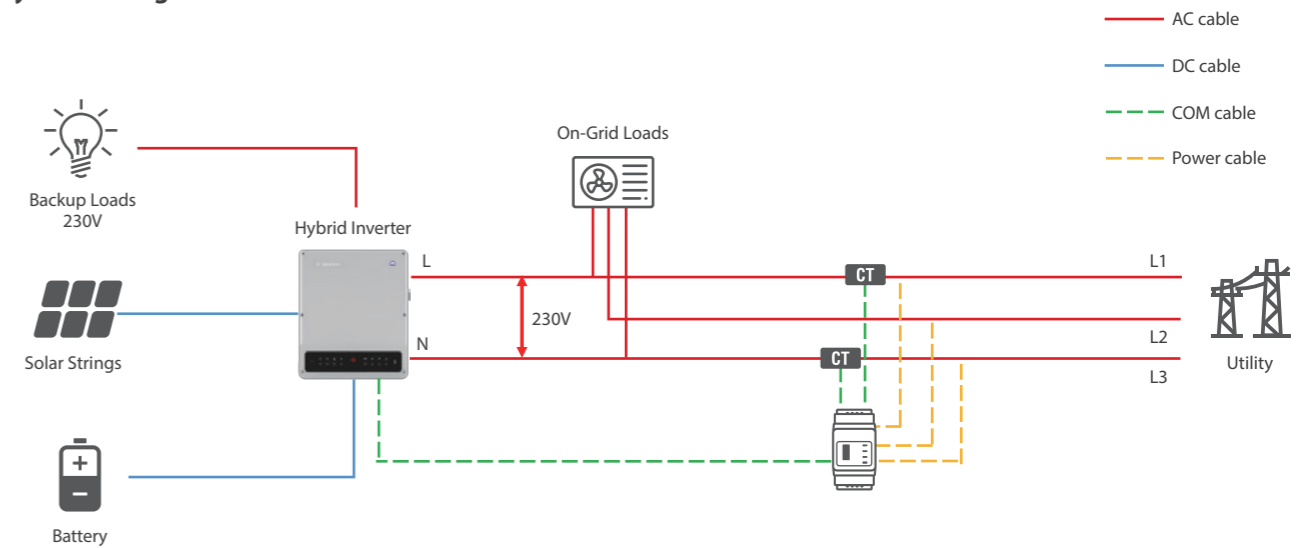 AC cable
DC cable
COM cable
Power cable
On-Grid Loads
Backup Loads
230V
Hybrid Inverter
L
CT
L1
230V
N
CT
L2
L3
Solar Strings
Utility
Battery